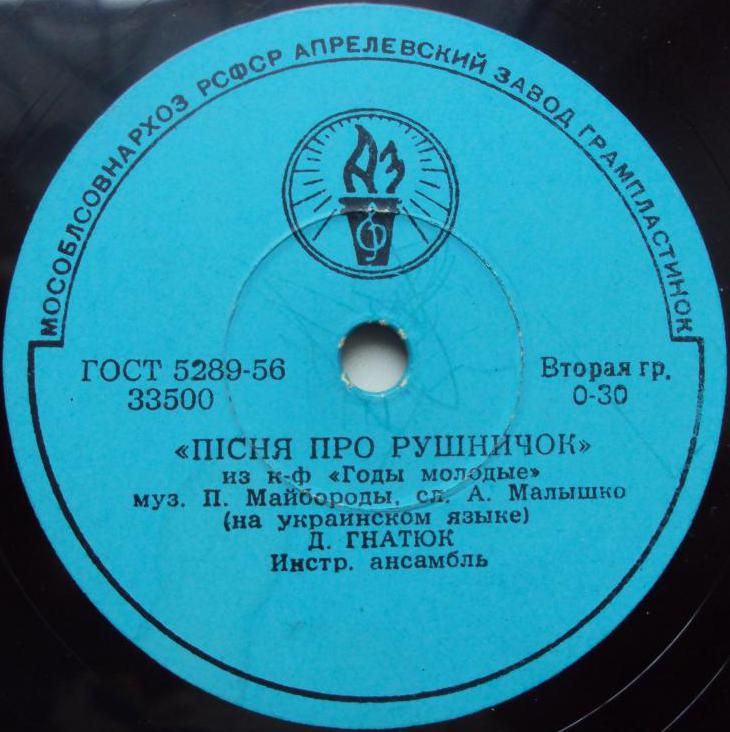 МОСОБЛСОВНАРХОЗ РСФСР АПРЕЛЕВСКИЙ ЗАВОД ГРАМПЛАСТИНОК
АЗ
ГОСТ 5289-56
33500
Вторая гр.
0-30
«ПІСНЯ ПРО РУШНИЧОК»
из к-ф «Годы молодые»
муз. П. Майбороды, сл. А. Малышко
(на украинском языке)
Д. ГНАТЮК
Инстр. ансамбль